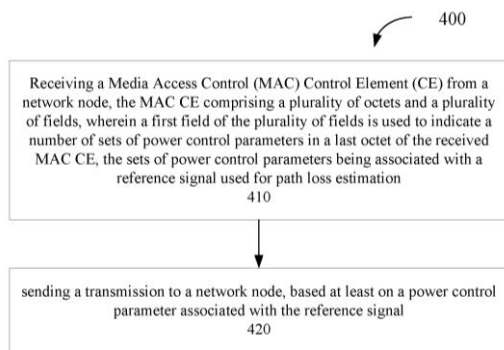 400
Receiving a Media Access Control (MAC) Control Element (CE) from a
network node, the MAC CE comprising a plurality of octets and a plurality
of fields, wherein a first field of the plurality of fields is used to indicate a
number of sets of power control parameters in a last octet of the received
MAC CE, the sets of power control parameters being associated with a
reference signal used for path loss estimation
410
sending a transmission to a network node, based at least on a power control
parameter associated with the reference signal
420